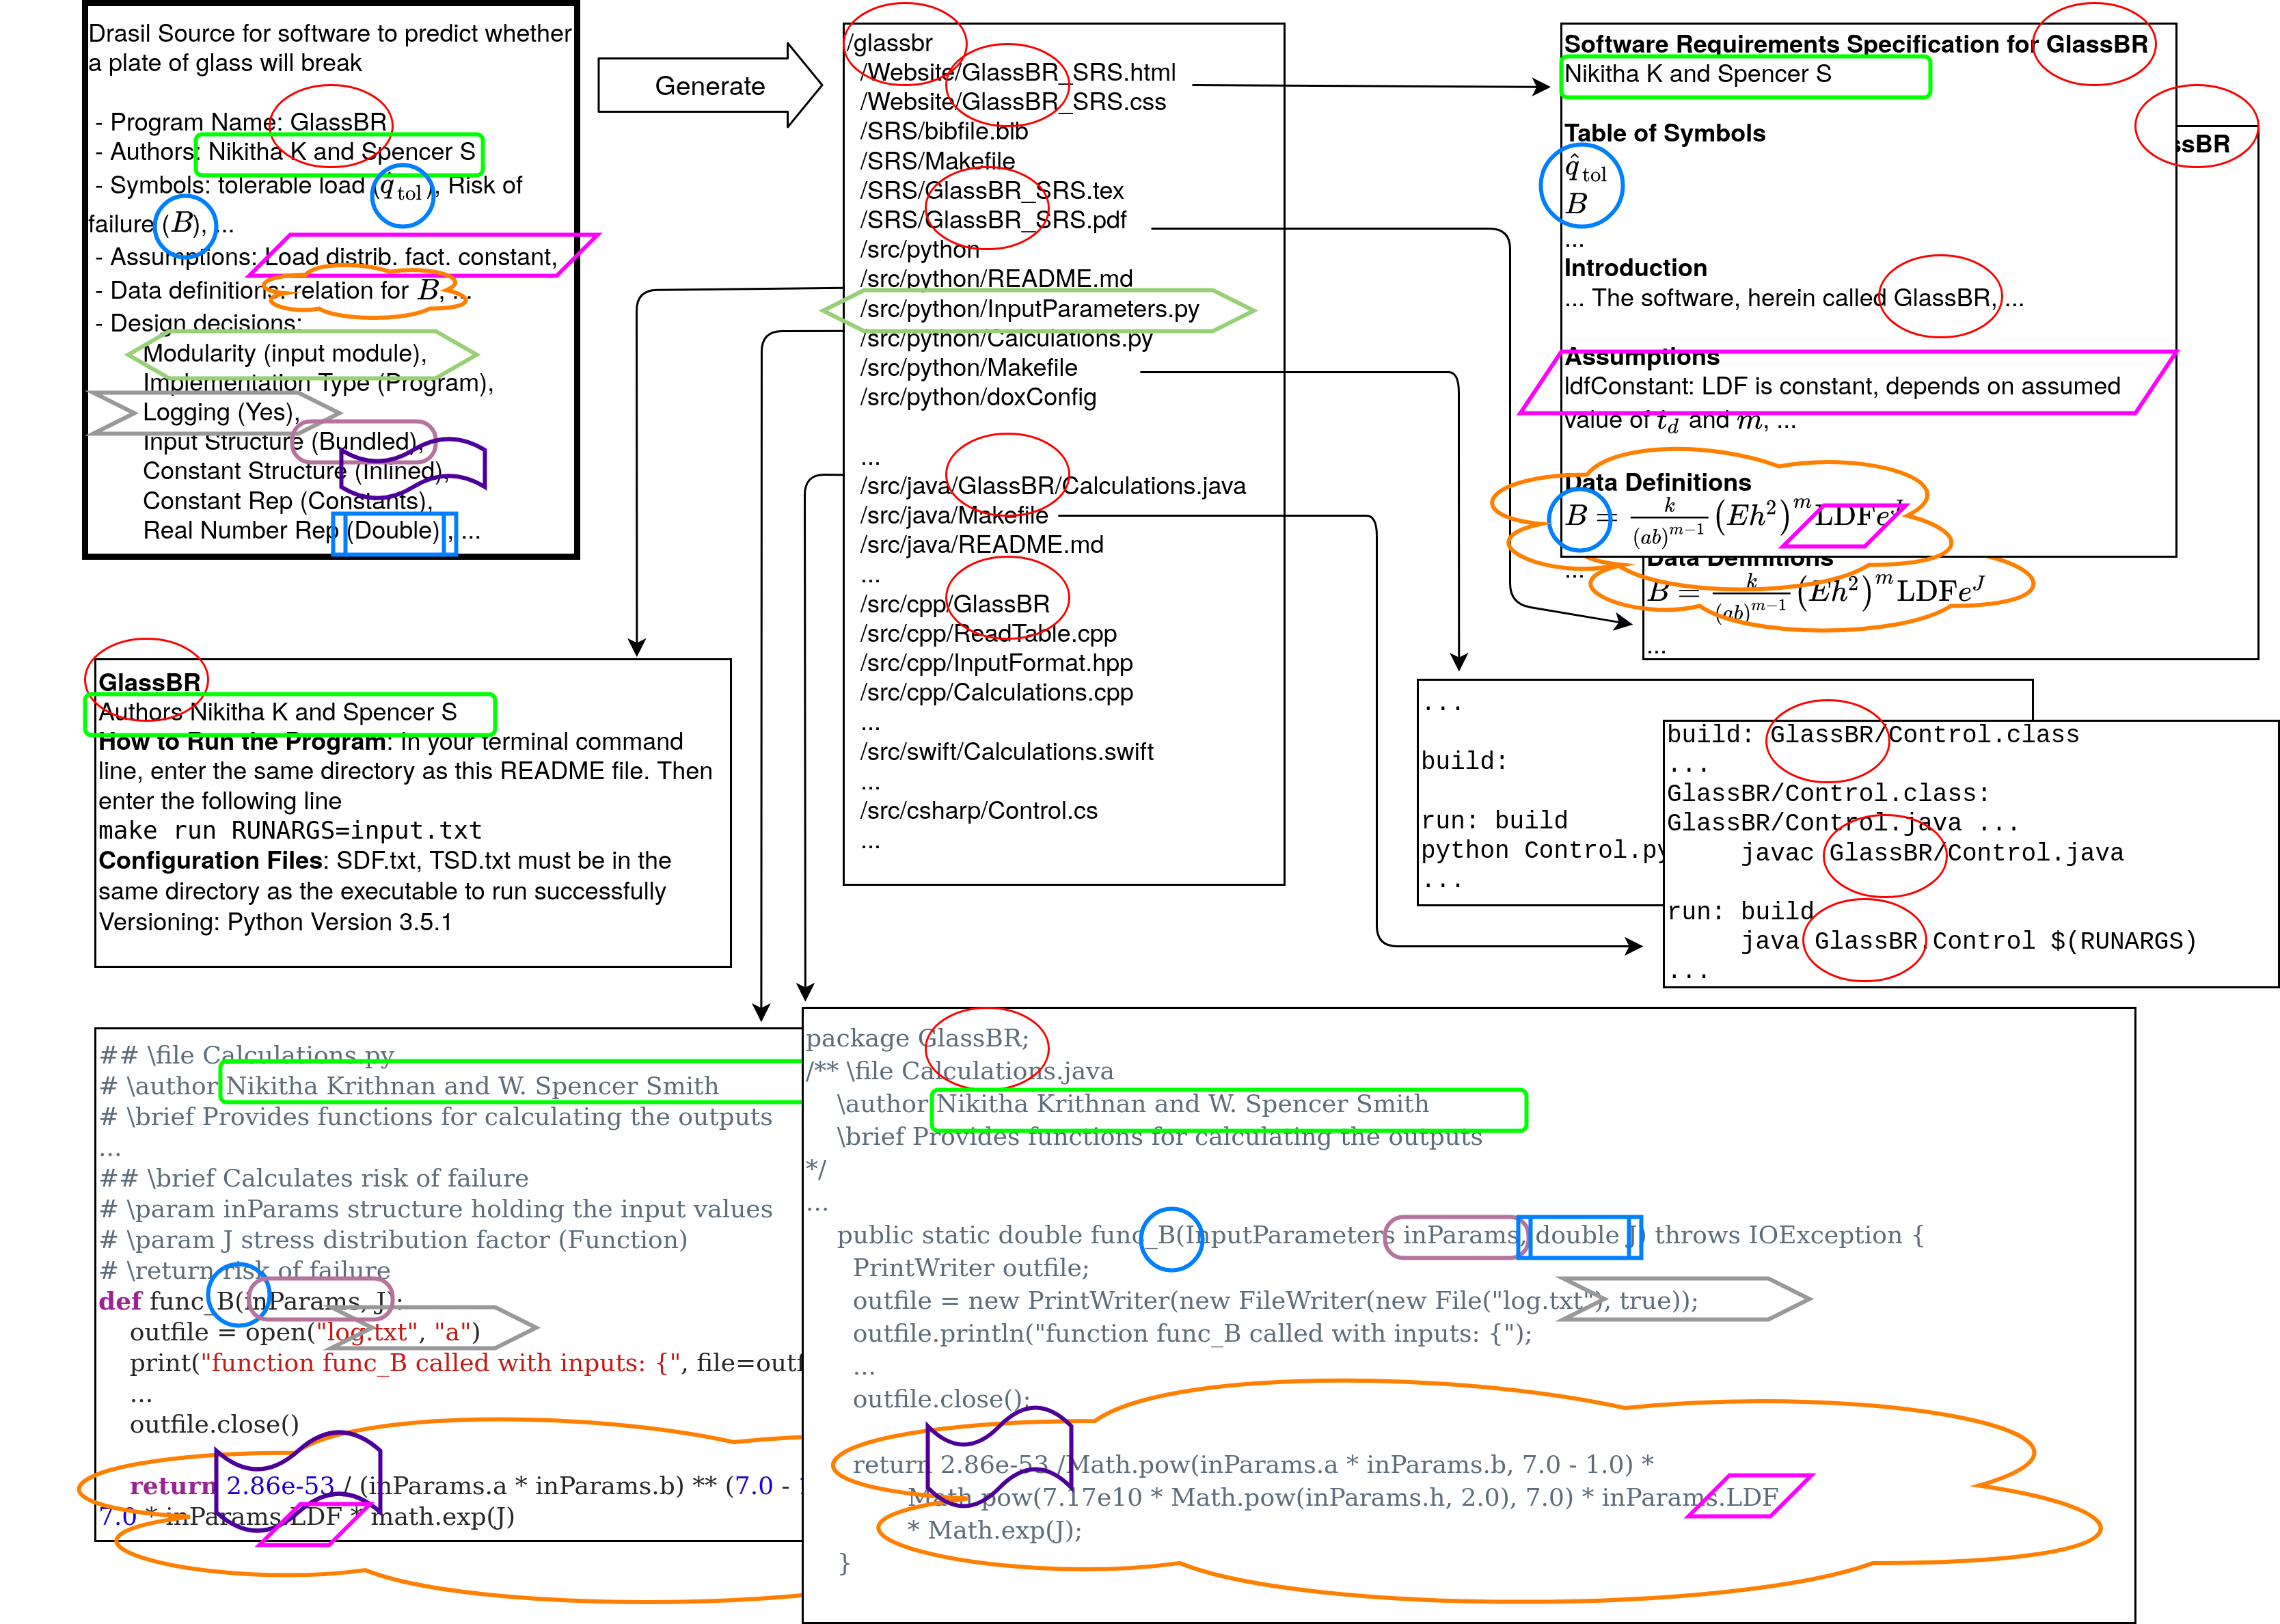 Drasil Source for software to predict whether
a plate of glass will break
- Program Name: GlassBR
- Authors: Nikitha K and Spencer S
- Symbols: tolerable load (q̂_tol), Risk of
failure (B), ...
- Assumptions: Load distrib. fact. constant,
- Data definitions: relation for B, ...
- Design decisions:
Modularity (input module),
Implementation Type (Program),
Logging (Yes),
Input Structure (Bundled),
Constant Structure (Inlined),
Constant Rep (Constants),
Real Number Rep (Double) , ...
Generate
/glassbr
/Website/GlassBR_SRS.html
/Website/GlassBR_SRS.css
/SRS/bibfile.bib
/SRS/Makefile
/SRS/GlassBR_SRS.tex
/SRS/GlassBR_SRS.pdf
/src/python
/src/python/README.md
/src/python/InputParameters.py
/src/python/Calculations.py
/src/python/Makefile
/src/python/doxConfig
...
/src/java/GlassBR/Calculations.java
/src/java/Makefile
/src/java/README.md
...
/src/cpp/GlassBR
/src/cpp/ReadTable.cpp
/src/cpp/InputFormat.hpp
/src/cpp/Calculations.cpp
...
/src/swift/Calculations.swift
...
/src/csharp/Control.cs
...
Software Requirements Specification for GlassBR
Nikitha K and Spencer S
Table of Symbols
q̂_tol
B
...
Introduction
... The software, herein called GlassBR, ...
Assumptions
ldfConstant: LDF is constant, depends on assumed
value of t_d and m, ...
Data Definitions
B = k/(ab)^{m−1} (Eh²)^m LDFe^J
...
ssBR
Data Definitions
B = k/(ab)^{m−1} (Eh²)^m LDFe^J
...
GlassBR
Authors Nikitha K and Spencer S
How to Run the Program: In your terminal command
line, enter the same directory as this README file. Then
enter the following line
make run RUNARGS=input.txt
Configuration Files: SDF.txt, TSD.txt must be in the
same directory as the executable to run successfully
Versioning: Python Version 3.5.1
...
build:
run: build
python Control.py
...
build: GlassBR/Control.class
...
GlassBR/Control.class:
GlassBR/Control.java ...
javac GlassBR/Control.java
run: build
java GlassBR.Control $(RUNARGS)
...
## \file Calculations.py
# \author Nikitha Krithnan and W. Spencer Smith
# \brief Provides functions for calculating the outputs
...
## \brief Calculates risk of failure
# \param inParams structure holding the input values
# \param J stress distribution factor (Function)
# \return risk of failure
def func_B(inParams, J):
outfile = open("log.txt", "a")
print("function func_B called with inputs: {", file=outf
...
outfile.close()
return 2.86e-53 / (inParams.a * inParams.b) ** (7.0 -
7.0 * inParams.LDF * math.exp(J)
package GlassBR;
/** \file Calculations.java
\author Nikitha Krithnan and W. Spencer Smith
\brief Provides functions for calculating the outputs
*/
...
public static double func_B(InputParameters inParams, double J) throws IOException {
PrintWriter outfile;
outfile = new PrintWriter(new FileWriter(new File("log.txt"), true));
outfile.println("function func_B called with inputs: {");
...
outfile.close();
return 2.86e-53 /Math.pow(inParams.a * inParams.b, 7.0 - 1.0) *
Math.pow(7.17e10 * Math.pow(inParams.h, 2.0), 7.0) * inParams.LDF
* Math.exp(J);
}